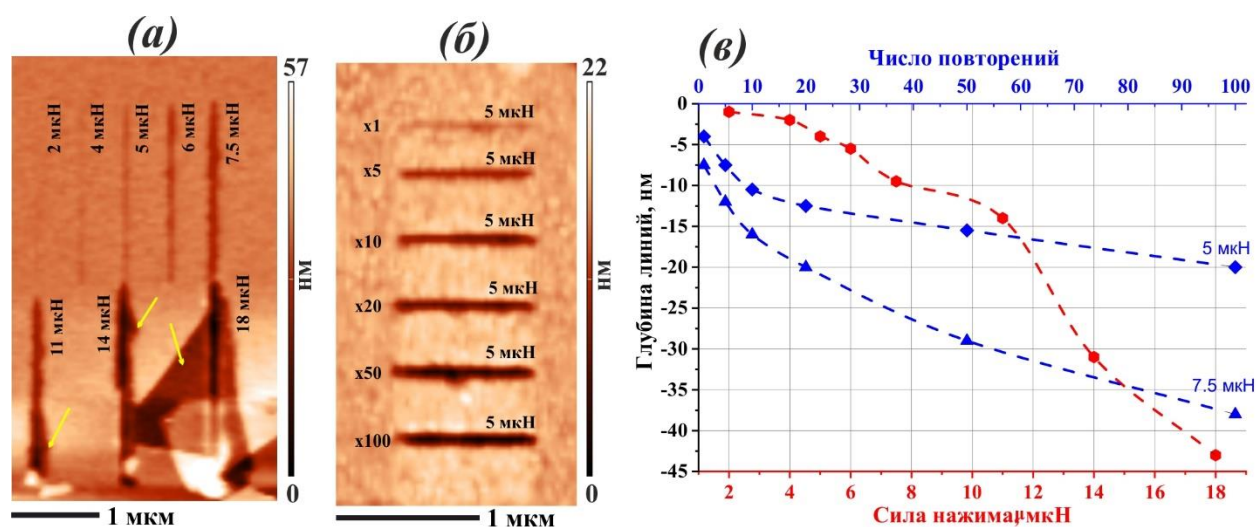 (а)
57
2 мкН
4 мкН
5 мкН
6 мкН
7.5 мкН
11 мкН
14 мкН
18 мкН
нм
0
1 мкм
(б)
22
x1
5 мкН
x5
5 мкН
x10
5 мкН
x20
5 мкН
x50
5 мкН
x100
5 мкН
нм
0
1 мкм
(в)
Число повторений
0 10 20 30 40 50 60 70 80 90 100
Глубина линий, нм
0
-5
-10
-15
-20
-25
-30
-35
-40
-45
5 мкН
7.5 мкН
2 4 6 8 10 12 14 16 18
Сила нажимаµмкН